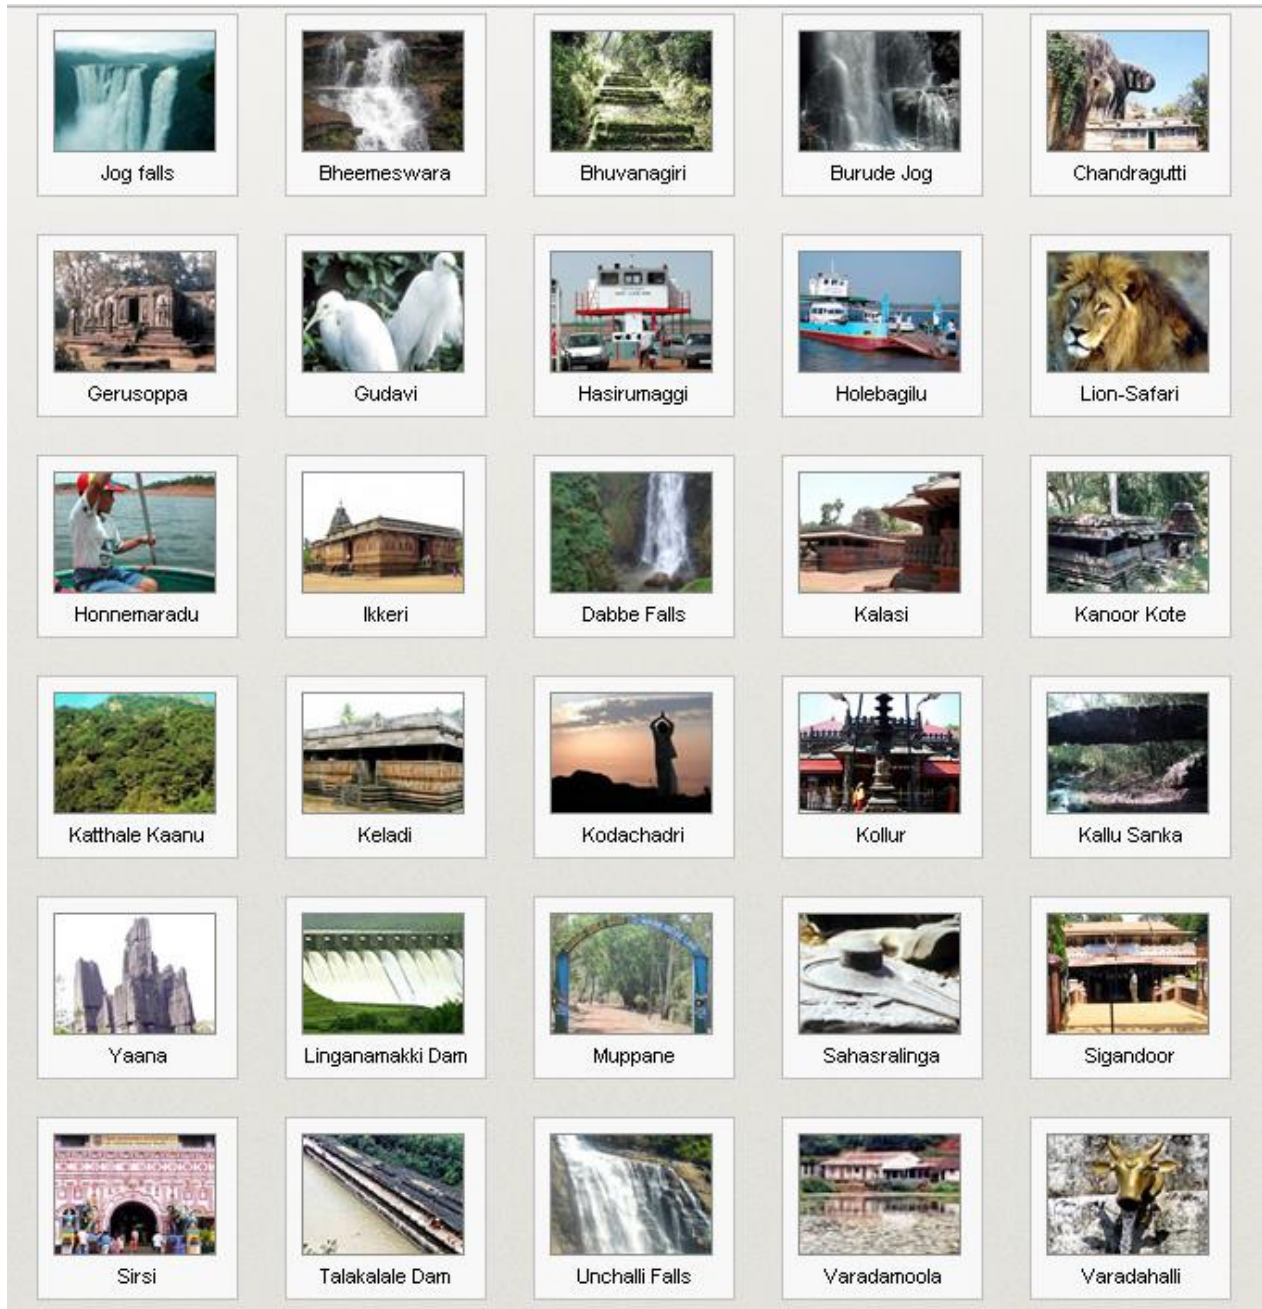 Jog falls
Bheemeswara
Bhuvanagiri
Burude Jog
Chandragutti
Gerusoppa
Gudavi
Hasirumaggi
Holebagilu
Lion-Safari
Honnemaradu
Ikkeri
Dabbe Falls
Kalasi
Kanoor Kote
Katthale Kaanu
Keladi
Kodachadri
Kollur
Kallu Sanka
Yaana
Linganamakki Dam
Muppane
Sahasralinga
Sigandoor
Sirsi
Talakalale Dam
Unchalli Falls
Varadamoola
Varadahalli